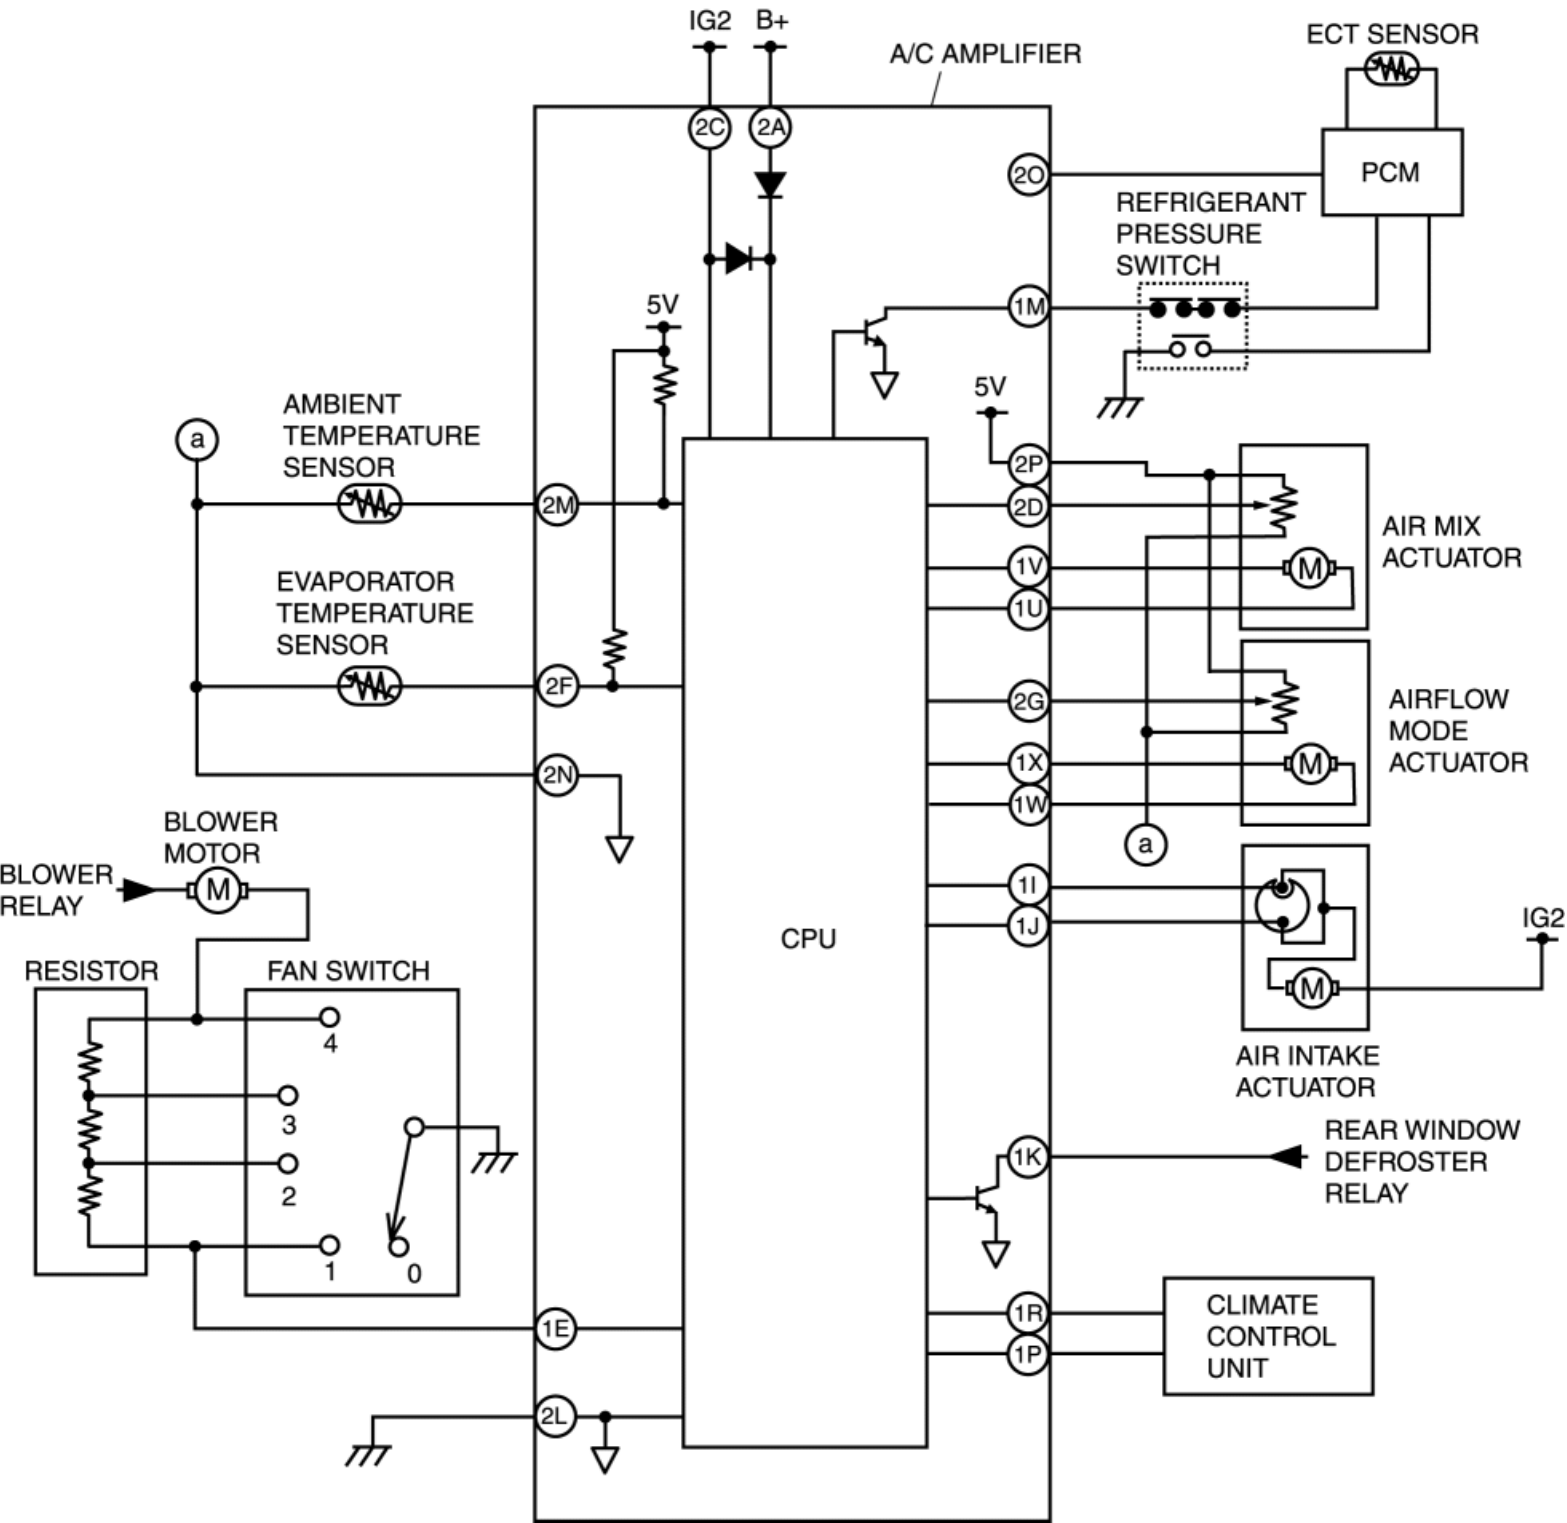 IG2 B+
A/C AMPLIFIER
ECT SENSOR
2C 2A
2O
PCM
REFRIGERANT
PRESSURE
SWITCH
5V
1M
5V
AMBIENT
TEMPERATURE
SENSOR
a
2M
2P
2D
AIR MIX
ACTUATOR
1V
M
1U
EVAPORATOR
TEMPERATURE
SENSOR
2F
2G
AIRFLOW
MODE
ACTUATOR
1X
M
1W
2N
a
BLOWER
MOTOR
BLOWER
RELAY
M
CPU
1I
1J
IG2
M
AIR INTAKE
ACTUATOR
RESISTOR
FAN SWITCH
4
3
2
1
0
1K
REAR WINDOW
DEFROSTER
RELAY
1E
1R
1P
CLIMATE
CONTROL
UNIT
2L